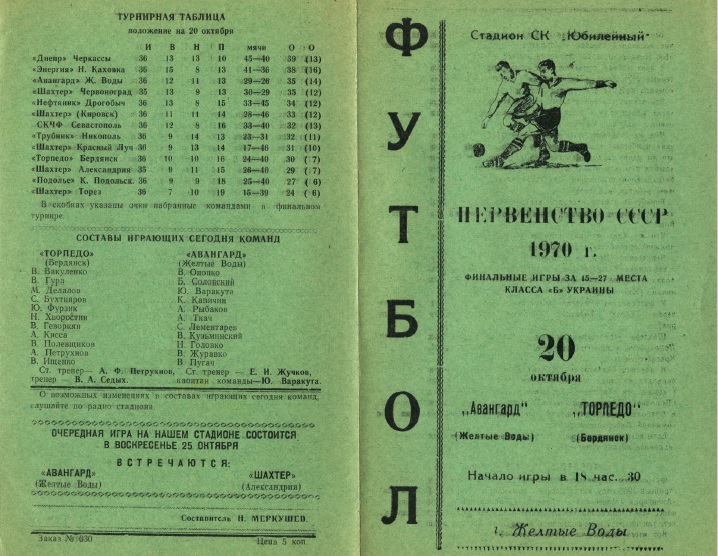 ТУРНИРНАЯ ТАБЛИЦА
положение на 20 октября
И В Н П мячи О О
«Днепр» Черкассы 36 13 13 10 45—40 39 (13)
«Энергия» Н. Каховка 36 15 8 13 41—36 38 (16)
«Авангард» Ж. Воды 36 12 11 13 29—26 35 (14)
«Шахтер» Червоноград 35 13 9 13 30—29 35 (12)
«Нефтяник» Дрогобыч 36 13 8 15 33—45 34 (12)
«Шахтер» (Кировск) 36 11 11 14 28—46 33 (12)
СКЧФ Севастополь 36 12 8 16 33—40 32 (13)
«Трубник» Никополь 36 9 14 13 23—31 32 (11)
«Шахтер» Красный Луч 36 9 13 14 17—46 31 (10)
«Торпедо» Бердянск 36 10 10 16 24—40 30 ( 7)
«Шахтер» Александрия 35 9 11 15 26—40 29 ( 7)
«Подолье» К. Подольск. 36 9 9 18 25—40 27 ( 6)
«Шахтер» Торез 36 7 10 19 15—39 24 ( 6)
В скобках указаны очки набранные командами в финальном
турнире.
СОСТАВЫ ИГРАЮЩИХ СЕГОДНЯ КОМАНД
«ТОРПЕДО» «АВАНГАРД»
(Бердянск) (Желтые Воды)
В. Вакуленко В. Онопко
В. Гура Б. Соловский
М. Делалов Ю. Варакута
С. Бухтияров К. Капичин
Ю. Фурзик А. Рыбаков
Н. Хворостин А. Ткач
В. Геворкян С. Лементарев
А. Кисса В. Кузьминский
В. Поленщиков Н. Головко
А. Петрухнов В. Журавко
В. Ищенко В. Пугач
Ст. тренер— А. Ф. Петрухнов, Ст. тренер — Е. И. Жучков,
тренер — В. А. Седых. капитан команды—Ю. Варакута.
О возможных изменениях в составах играющих сегодня команд,
слушайте по радио стадиона.
ОЧЕРЕДНАЯ ИГРА НА НАШЕМ СТАДИОНЕ СОСТОИТСЯ
В ВОСКРЕСЕНЬЕ 25 ОКТЯБРЯ
ВСТРЕЧАЮТСЯ:
«АВАНГАРД» «ШАХТЕР»
(Желтые Воды) (Александрия)
Составитель Н. МЕРКУШЕВ.
Заказ № 630 Цена 5 коп
ФУТБОЛ
Стадион СК „Юбилейный"
ПЕРВЕНСТВО СССР
1970 г.
ФИНАЛЬНЫЕ ИГРЫ ЗА 15—27 МЕСТА
КЛАССА «Б» УКРАИНЫ
20
октября
„Авангард" „ТОРПЕДО"
(Желтые Воды) (Бердянск)
Начало игры в 18 час. 30
г. Желтые Воды